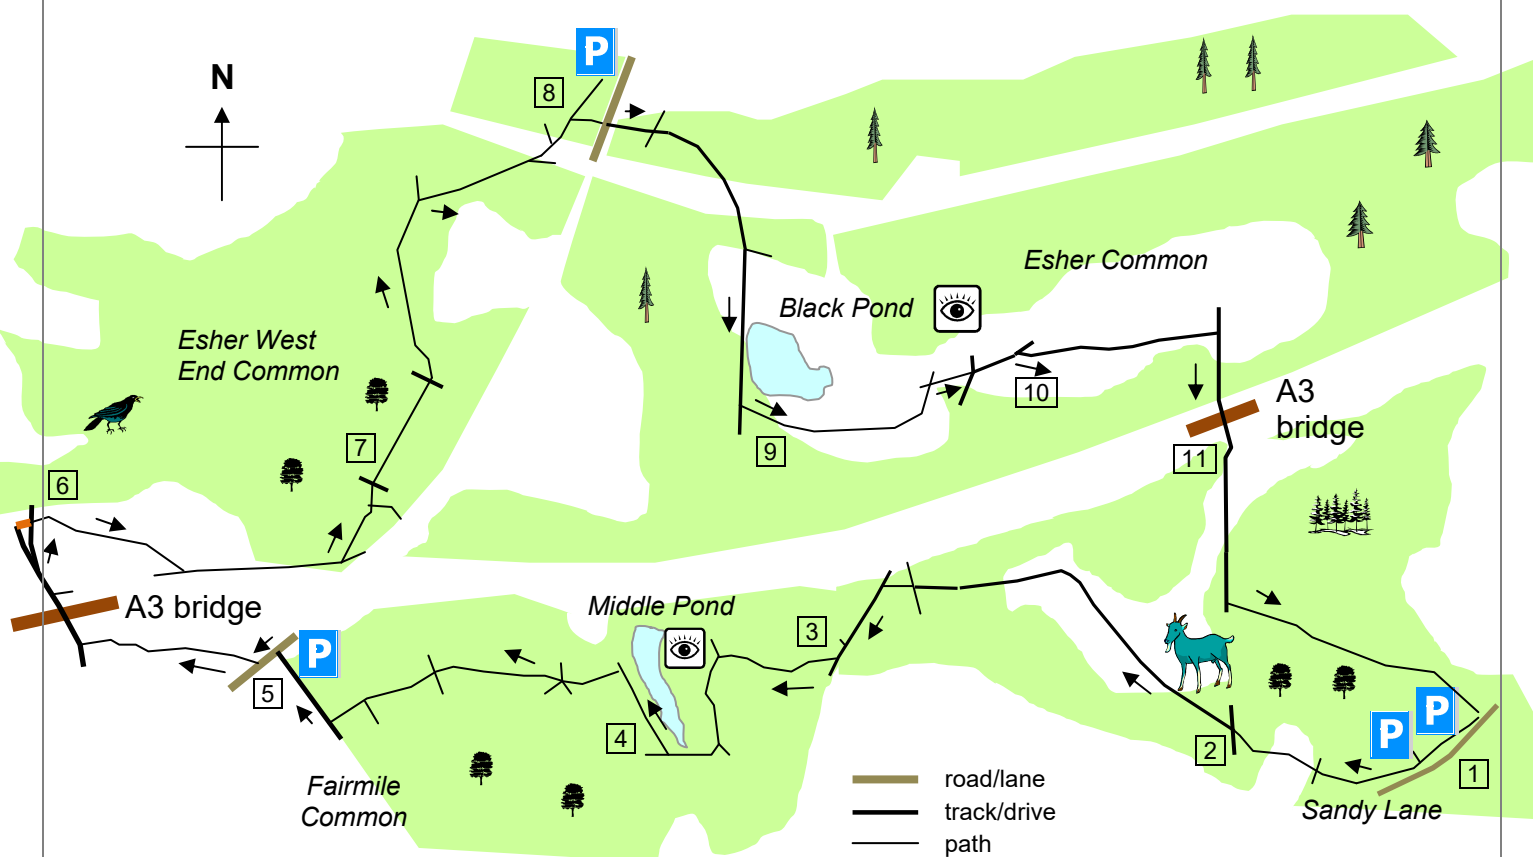 P
N
8
Esher Common
Black Pond
Esher West
End Common
10
A3
bridge
7
9
11
6
A3 bridge
Middle Pond
3
P
5
4
2
P
P
1
Fairmile
Common
road/lane
Sandy Lane
track/drive
path